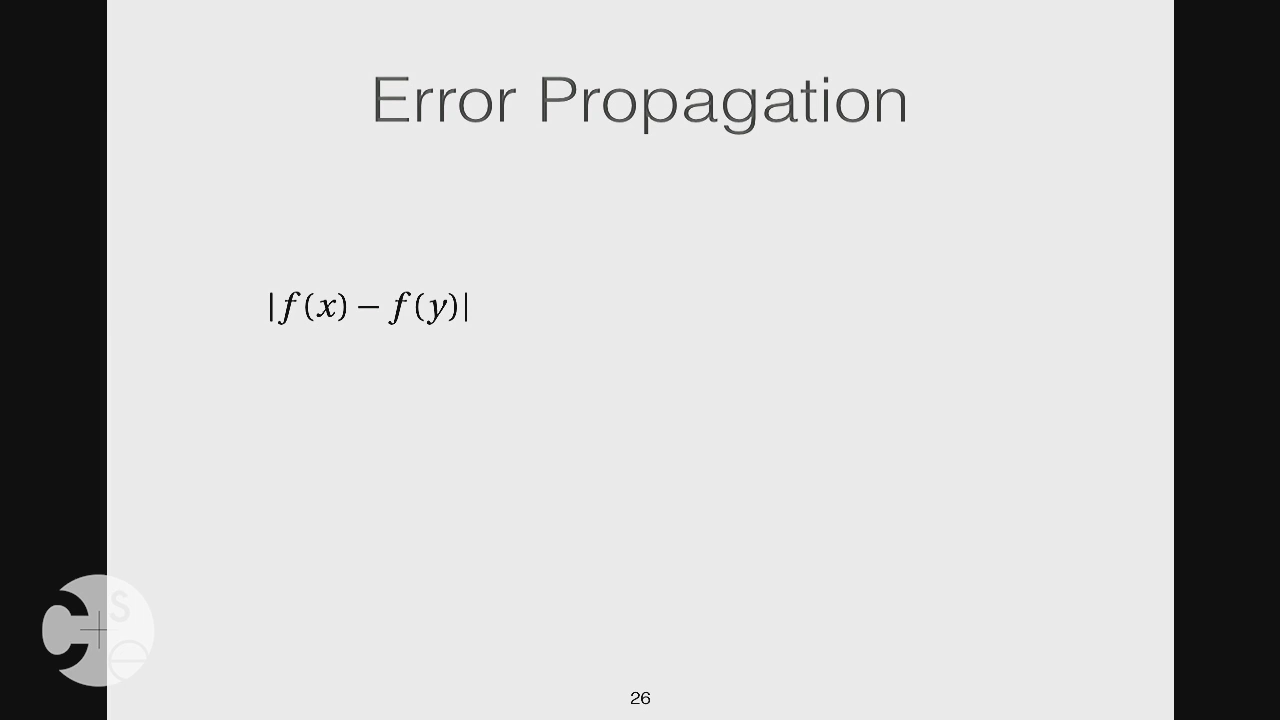 Error Propagation
|f(x) − f(y)|
C
s
e
26